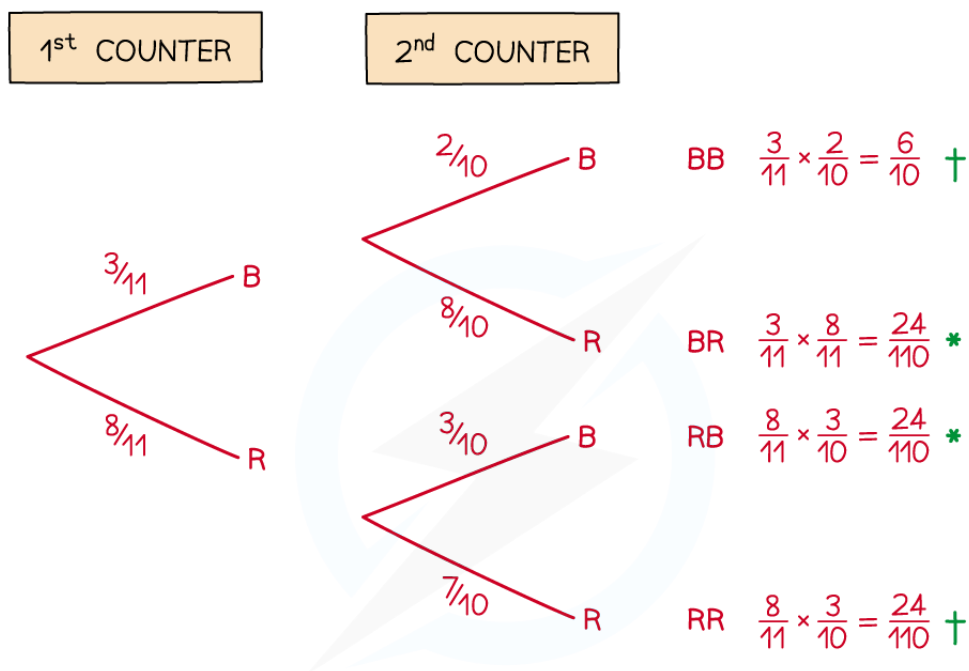 1st COUNTER 2nd COUNTER
2/10 B BB 3/11 × 2/10 = 6/10 †
3/11 B
8/10 R BR 3/11 × 8/11 = 24/110 *
8/11 R
3/10 B RB 8/11 × 3/10 = 24/110 *
7/10 R RR 8/11 × 3/10 = 24/110 †